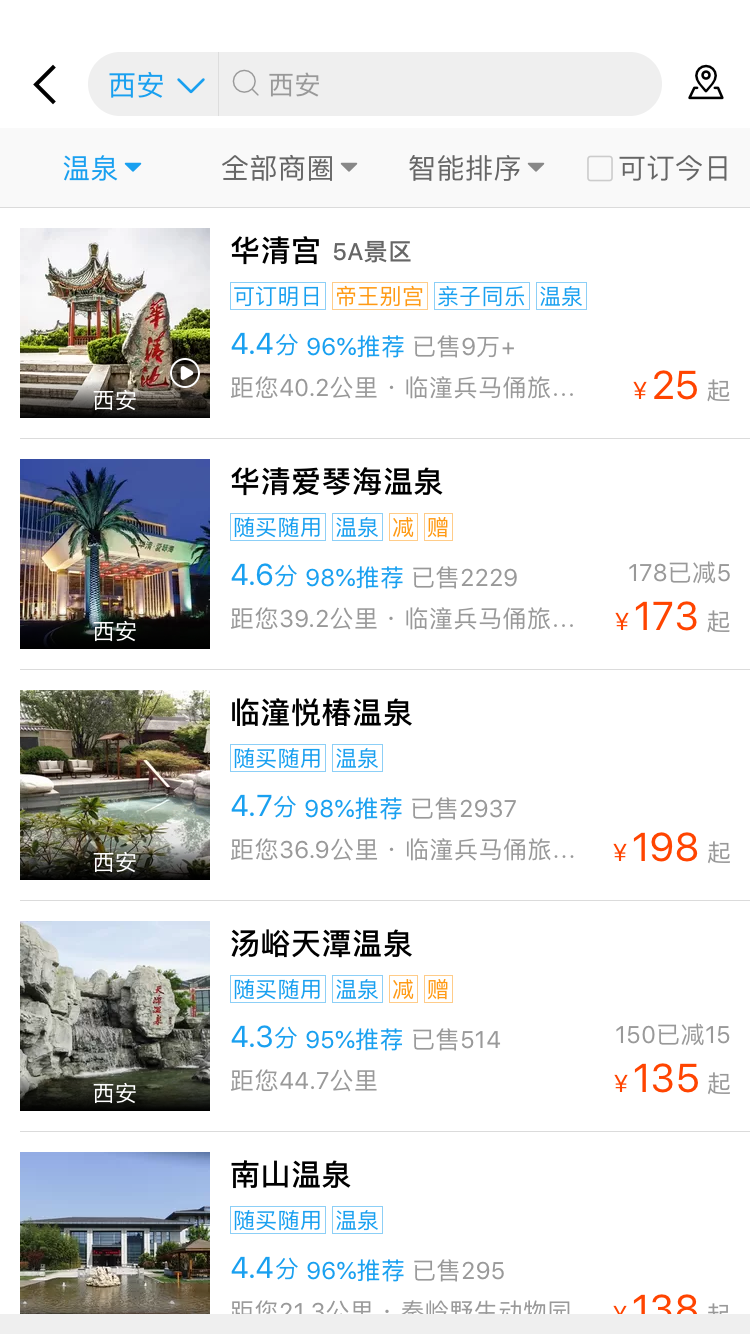 西安
西安
温泉
全部商圈
智能排序
可订今日
华清宫 5A景区
可订明日 帝王别宫 亲子同乐 温泉
4.4分 96%推荐 已售9万+
距您40.2公里 · 临潼兵马俑旅...
¥25 起
华清池
西安
华清爱琴海温泉
随买随用 温泉 减 赠
4.6分 98%推荐 已售2229
178已减5
距您39.2公里 · 临潼兵马俑旅...
¥173 起
西安
临潼悦椿温泉
随买随用 温泉
4.7分 98%推荐 已售2937
距您36.9公里 · 临潼兵马俑旅...
¥198 起
西安
汤峪天潭温泉
随买随用 温泉 减 赠
4.3分 95%推荐 已售514
150已减15
距您44.7公里
¥135 起
西安
南山温泉
随买随用 温泉
4.4分 96%推荐 已售295
距您21.3公里 · 秦岭野生动物园
¥138 起